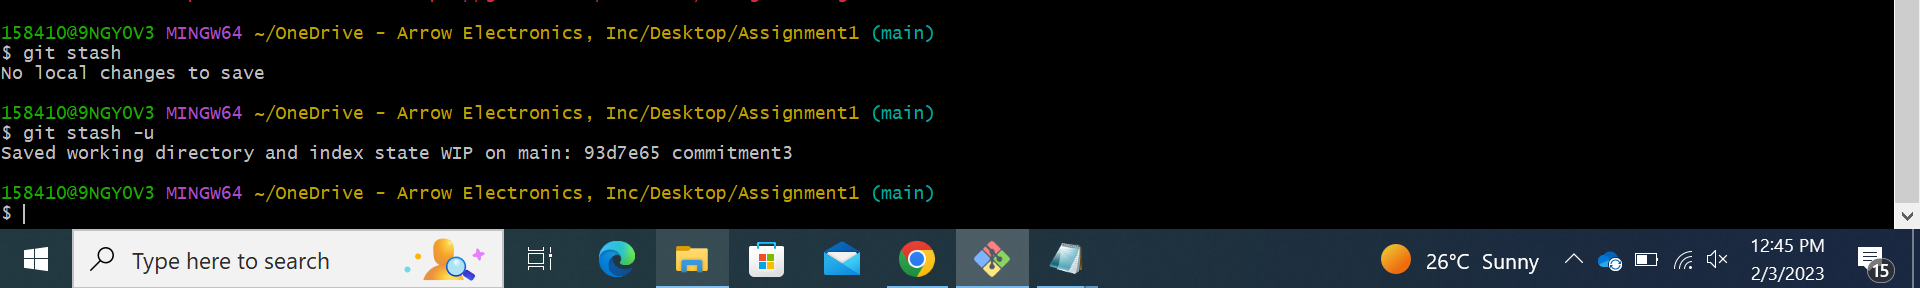 158410@9NGYOV3 MINGW64 ~/OneDrive - Arrow Electronics, Inc/Desktop/Assignment1 (main)
$ git stash
No local changes to save
158410@9NGYOV3 MINGW64 ~/OneDrive - Arrow Electronics, Inc/Desktop/Assignment1 (main)
$ git stash -u
Saved working directory and index state WIP on main: 93d7e65 commitment3
158410@9NGYOV3 MINGW64 ~/OneDrive - Arrow Electronics, Inc/Desktop/Assignment1 (main)
$
Type here to search
26°C Sunny
12:45 PM
2/3/2023
15